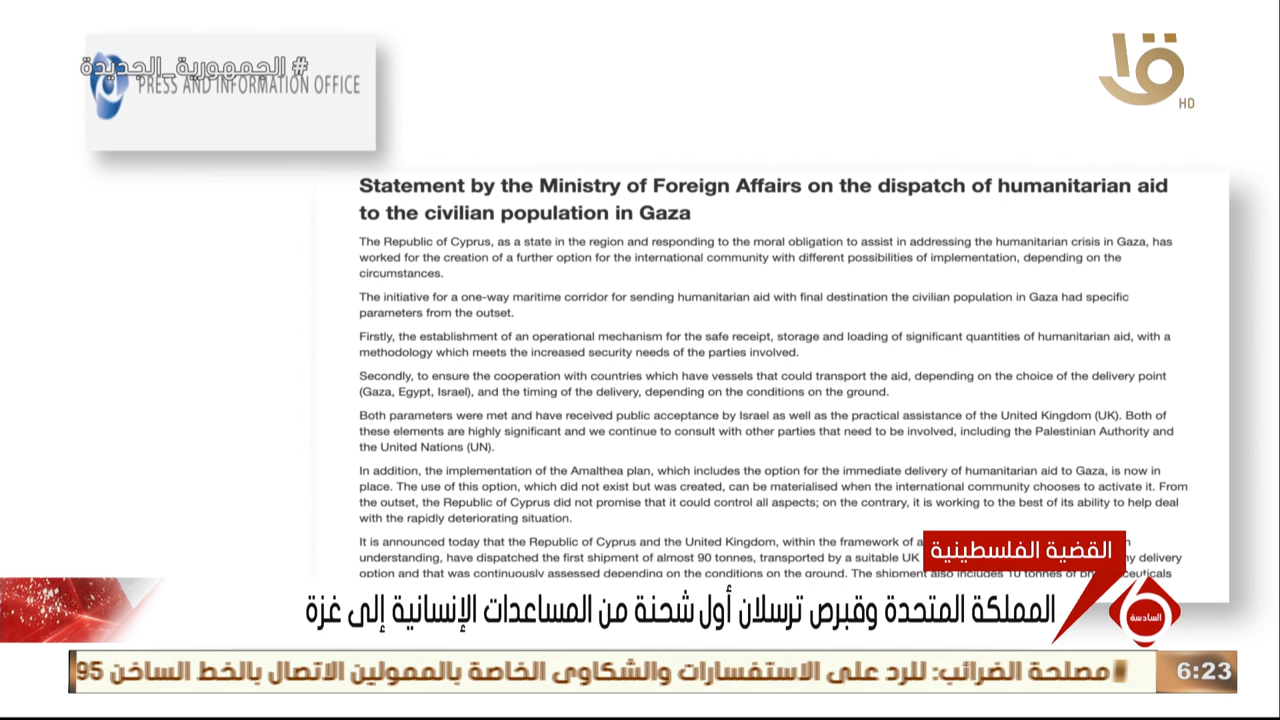 # الجمهورية_الجديدة
PRESS AND INFORMATION OFFICE
HD
Statement by the Ministry of Foreign Affairs on the dispatch of humanitarian aid
to the civilian population in Gaza
The Republic of Cyprus, as a state in the region and responding to the moral obligation to assist in addressing the humanitarian crisis in Gaza, has
worked for the creation of a further option for the international community with different possibilities of implementation, depending on the
circumstances.
The initiative for a one-way maritime corridor for sending humanitarian aid with final destination the civilian population in Gaza had specific
parameters from the outset.
Firstly, the establishment of an operational mechanism for the safe receipt, storage and loading of significant quantities of humanitarian aid, with a
methodology which meets the increased security needs of the parties involved.
Secondly, to ensure the cooperation with countries which have vessels that could transport the aid, depending on the choice of the delivery point
(Gaza, Egypt, Israel), and the timing of the delivery, depending on the conditions on the ground.
Both parameters were met and have received public acceptance by Israel as well as the practical assistance of the United Kingdom (UK). Both of
these elements are highly significant and we continue to consult with other parties that need to be involved, including the Palestinian Authority and
the United Nations (UN).
In addition, the implementation of the Amalthea plan, which includes the option for the immediate delivery of humanitarian aid to Gaza, is now in
place. The use of this option, which did not exist but was created, can be materialised when the international community chooses to activate it. From
the outset, the Republic of Cyprus did not promise that it could control all aspects; on the contrary, it is working to the best of its ability to help deal
with the rapidly deteriorating situation.
It is announced today that the Republic of Cyprus and the United Kingdom, within the framework of
understanding, have dispatched the first shipment of almost 90 tonnes, transported by a suitable UK delivery
option and that was continuously assessed depending on the conditions on the ground. The shipment also includes 10 tonnes of
القضية الفلسطينية
المملكة المتحدة وقبرص ترسلان أول شحنة من المساعدات الإنسانية إلى غزة
السادسة
مصلحة الضرائب: للرد على الاستفسارات والشكاوى الخاصة بالممولين الاتصال بالخط الساخن 95
6:23